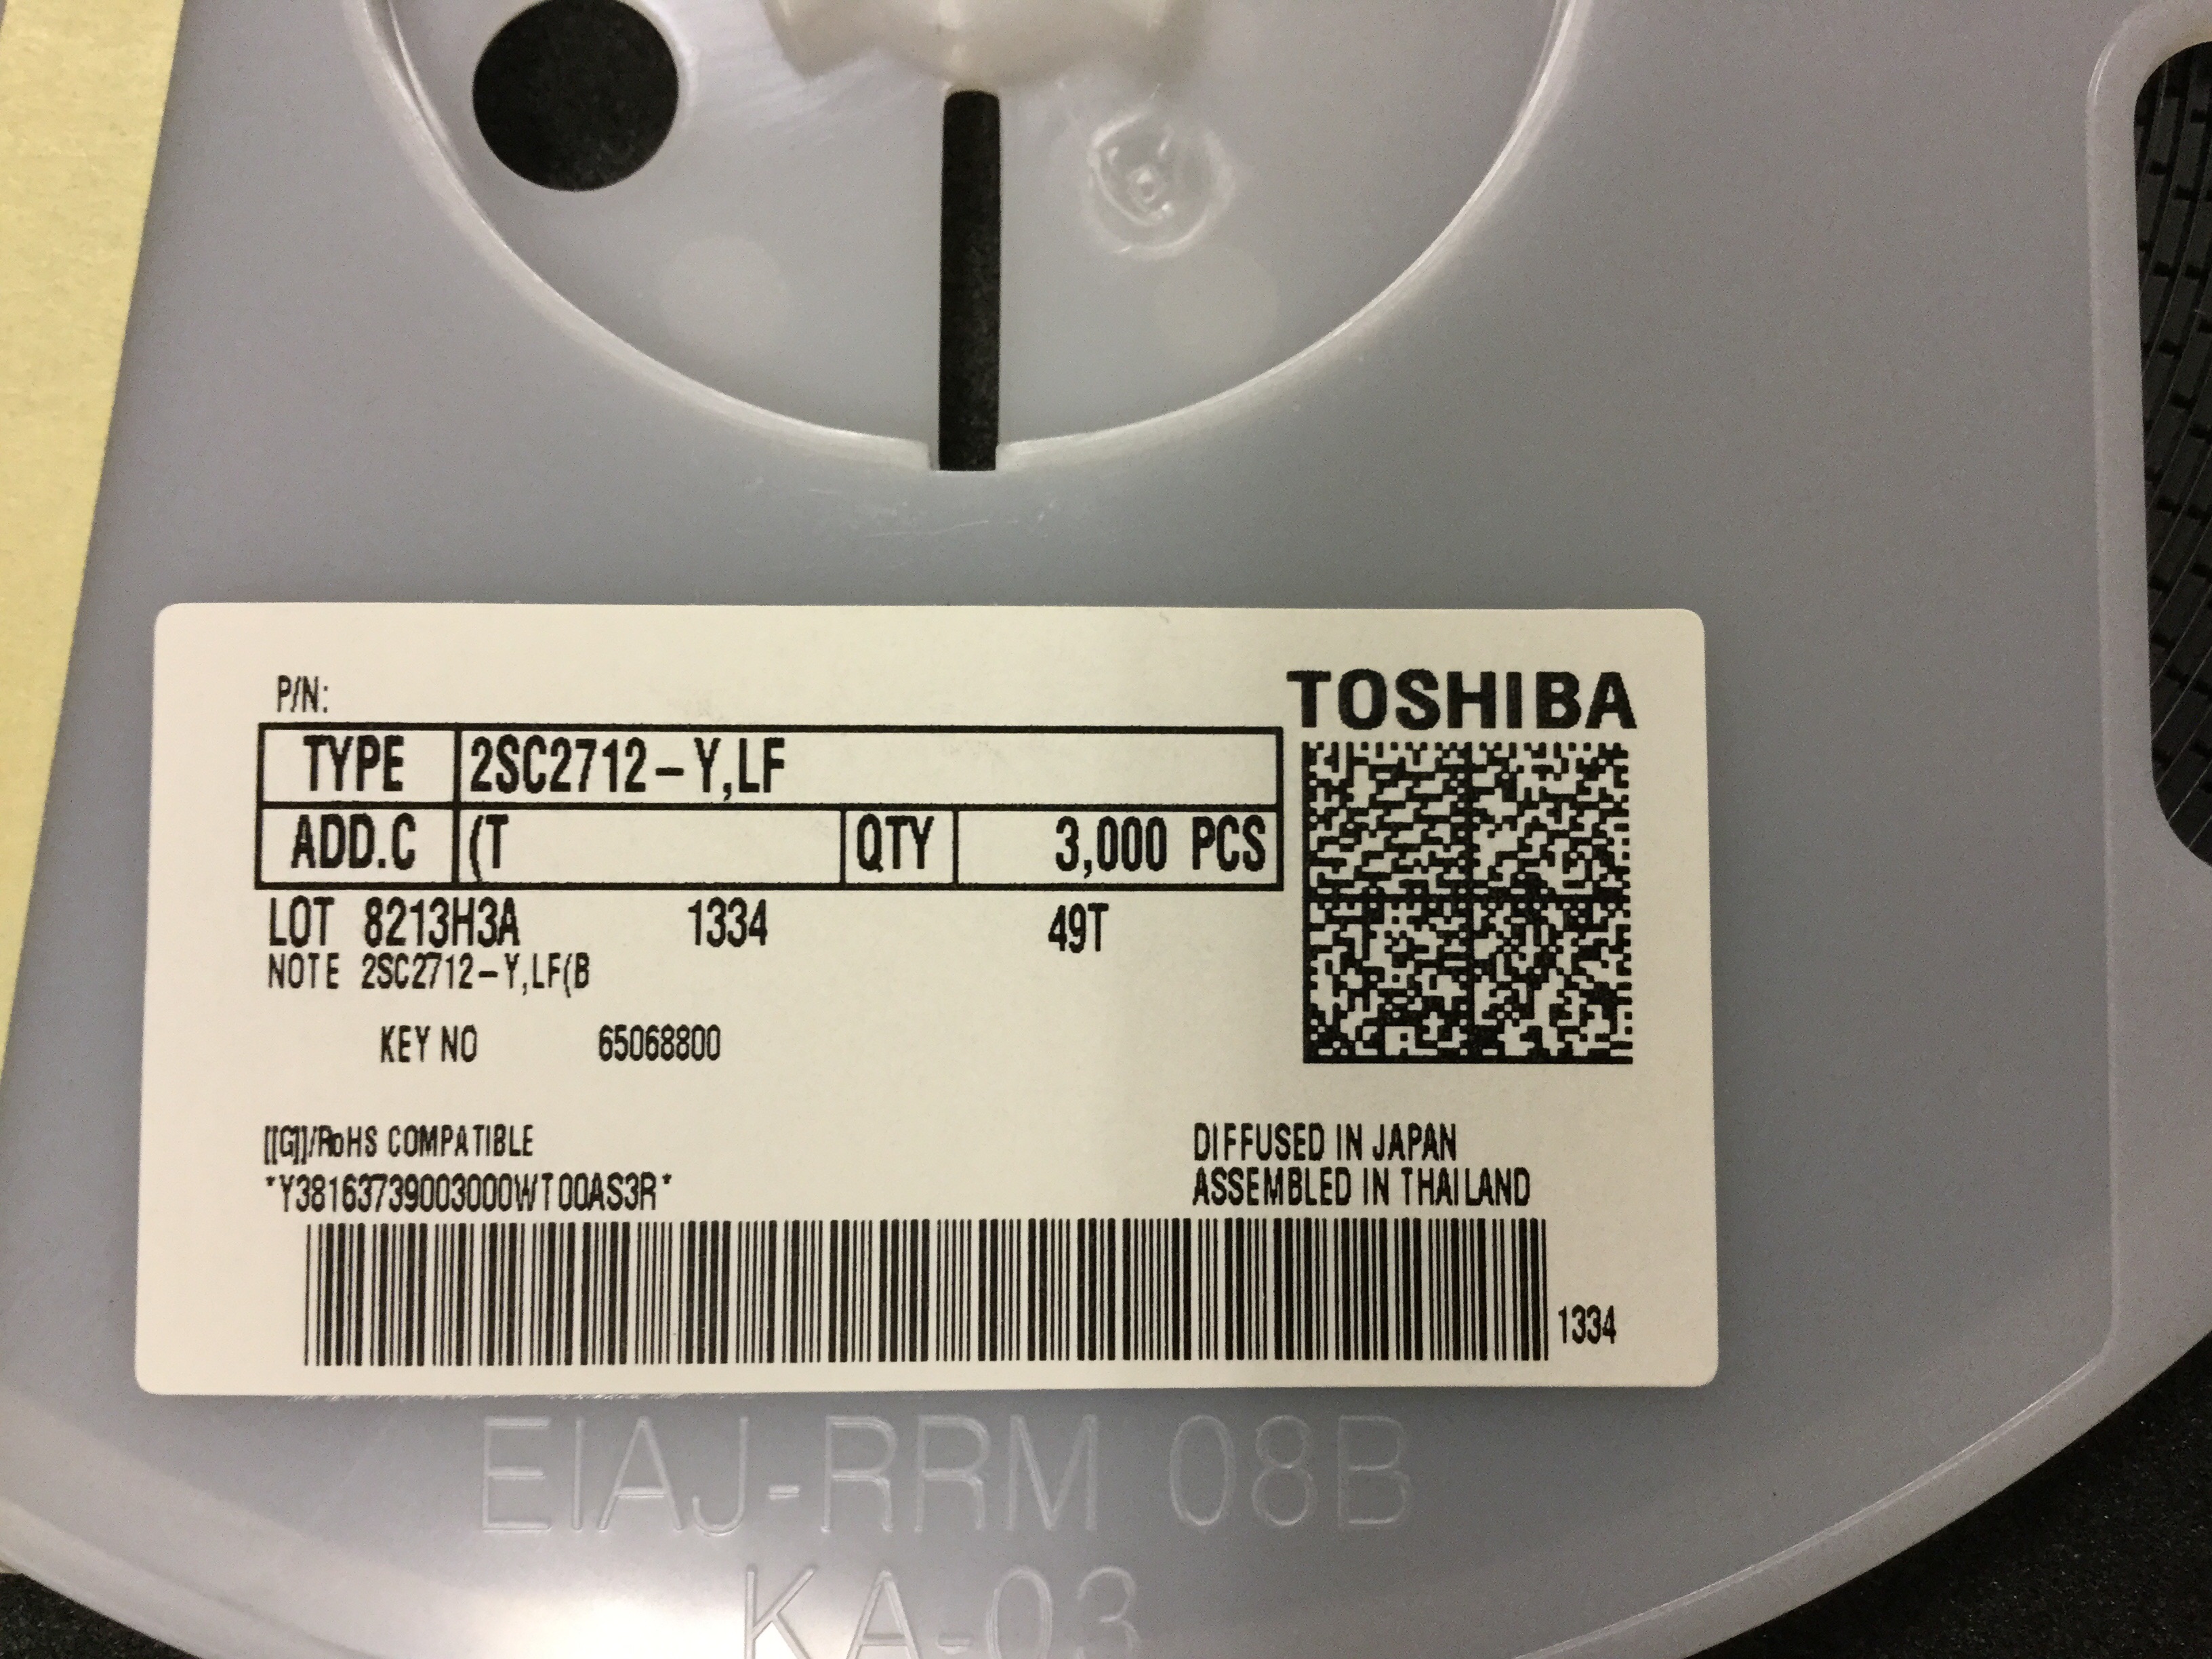 P/N:
TOSHIBA
TYPE 2SC2712-Y,LF
ADD.C (T QTY 3,000 PCS
LOT 8213H3A 1334 49T
NOTE 2SC2712-Y,LF(B
KEY NO 65068800
[[G]]/RoHS COMPATIBLE
DIFFUSED IN JAPAN
*Y38163739003000WT00AS3R*
ASSEMBLED IN THAILAND
1334
EIAJ-RRM 08B
KA-03